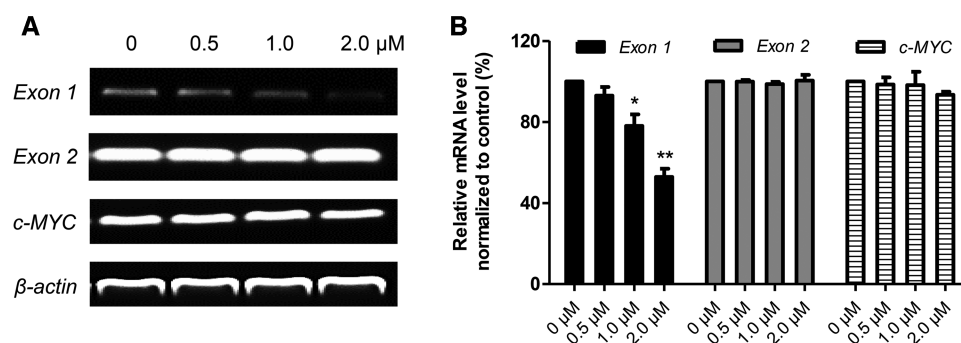 A
0 0.5 1.0 2.0 μM
Exon 1
Exon 2
c-MYC
β-actin
B
Relative mRNA level
normalized to control (%)
120
80
40
0
Exon 1 Exon 2 c-MYC
*
**
0 μM 0.5 μM 1.0 μM 2.0 μM 0 μM 0.5 μM 1.0 μM 2.0 μM 0 μM 0.5 μM 1.0 μM 2.0 μM